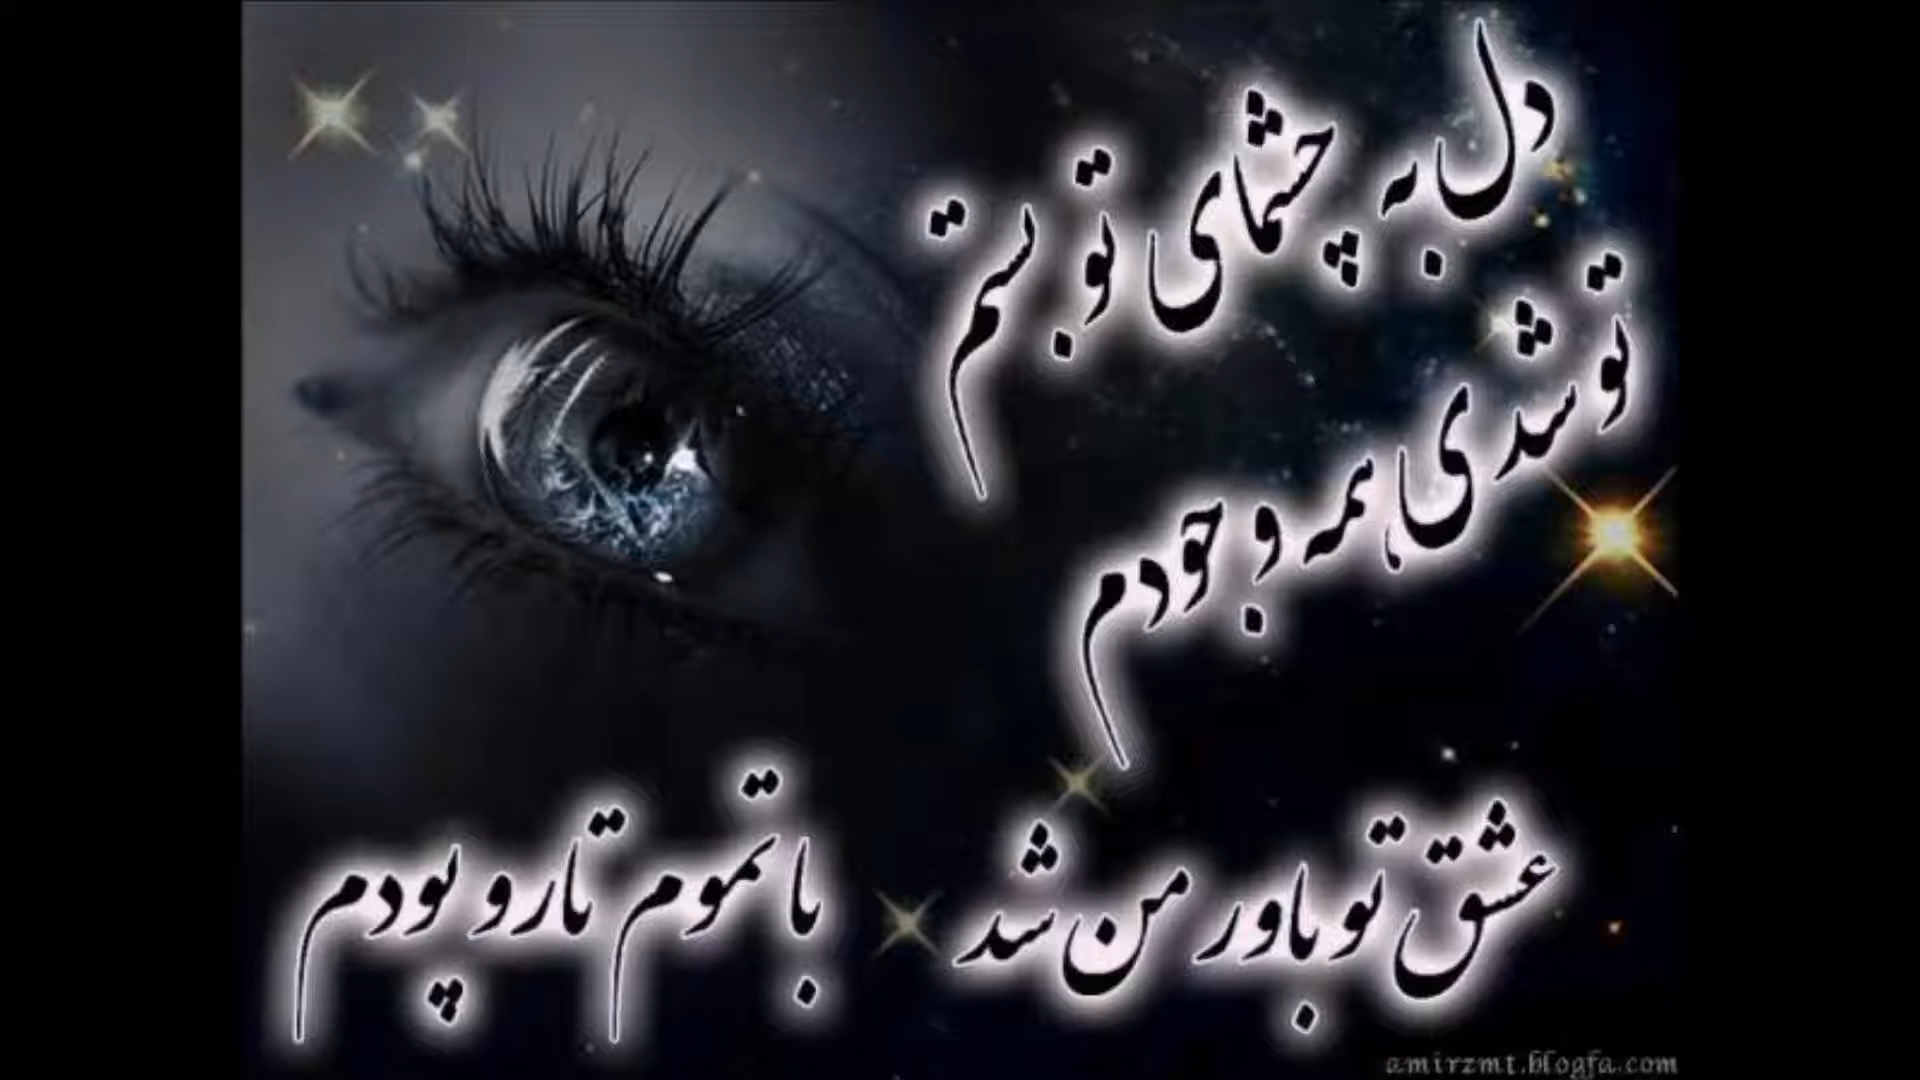 دل به چشمای تو بستم
تو شدی همه وجودم
عشق تو باور من شد
با تموم تار و پودم
amirzmt.blogfa.com